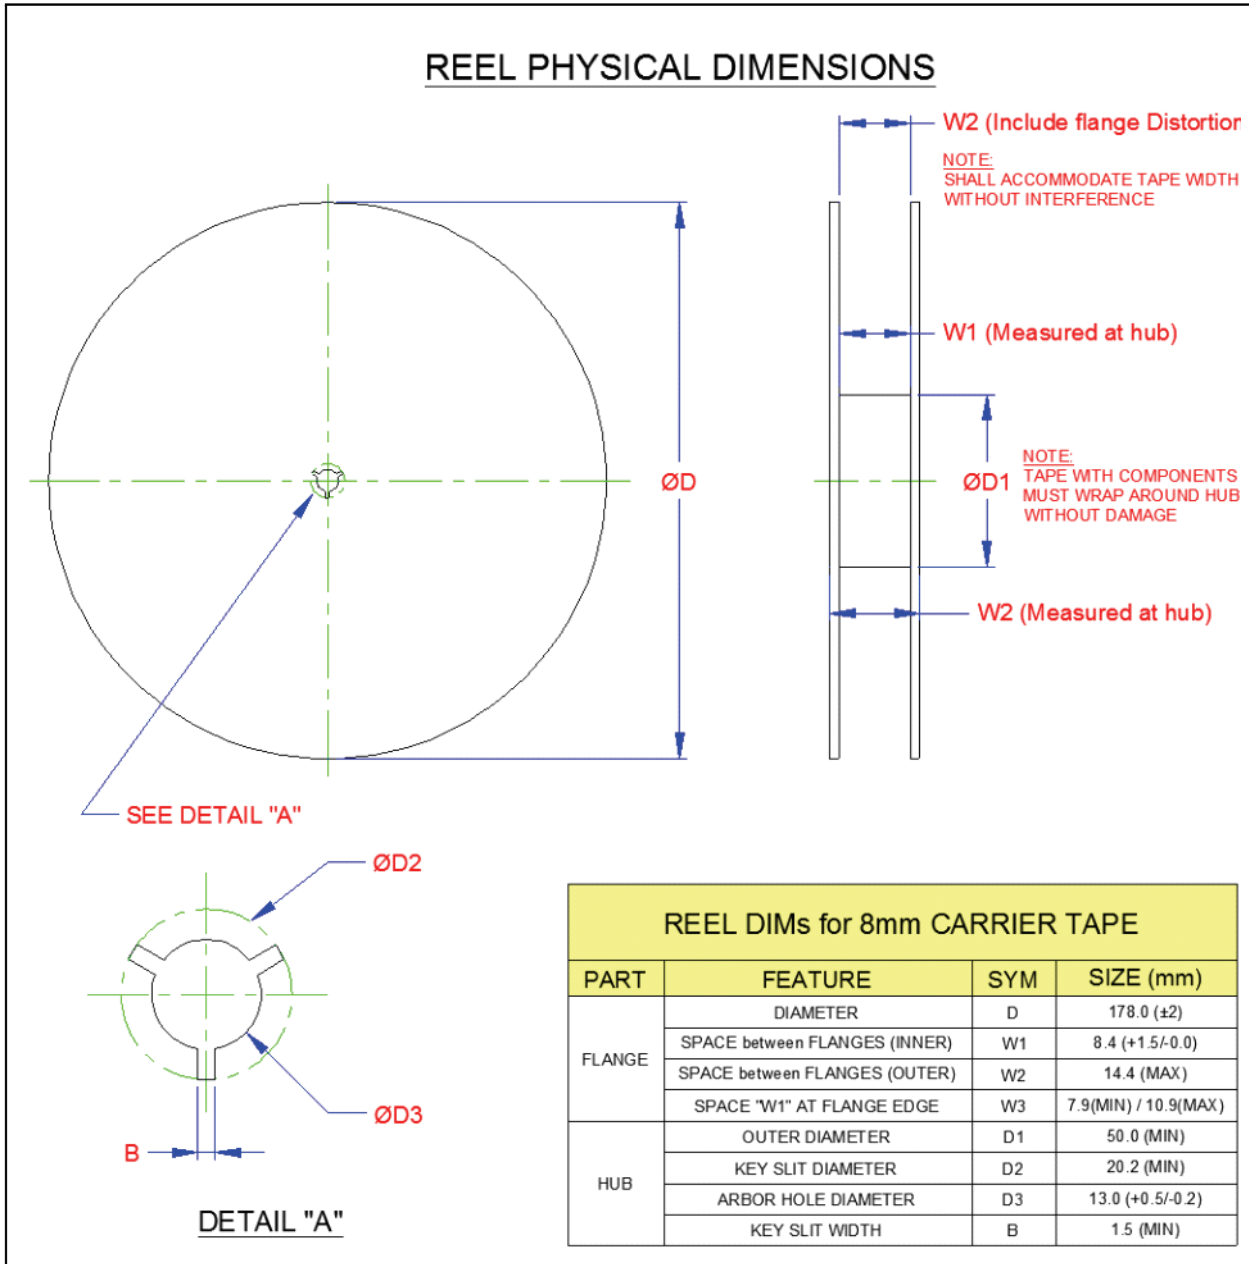 REEL PHYSICAL DIMENSIONS
W2 (Include flange Distortion
NOTE:
SHALL ACCOMMODATE TAPE WIDTH
WITHOUT INTERFERENCE
W1 (Measured at hub)
ØD
ØD1
NOTE:
TAPE WITH COMPONENTS
MUST WRAP AROUND HUB
WITHOUT DAMAGE
W2 (Measured at hub)
SEE DETAIL "A"
ØD2
ØD3
B
DETAIL "A"
REEL DIMs for 8mm CARRIER TAPE
PART FEATURE SYM SIZE (mm)
FLANGE
DIAMETER D 178.0 (±2)
SPACE between FLANGES (INNER) W1 8.4 (+1.5/-0.0)
SPACE between FLANGES (OUTER) W2 14.4 (MAX)
SPACE "W1" AT FLANGE EDGE W3 7.9(MIN) / 10.9(MAX)
HUB
OUTER DIAMETER D1 50.0 (MIN)
KEY SLIT DIAMETER D2 20.2 (MIN)
ARBOR HOLE DIAMETER D3 13.0 (+0.5/-0.2)
KEY SLIT WIDTH B 1.5 (MIN)